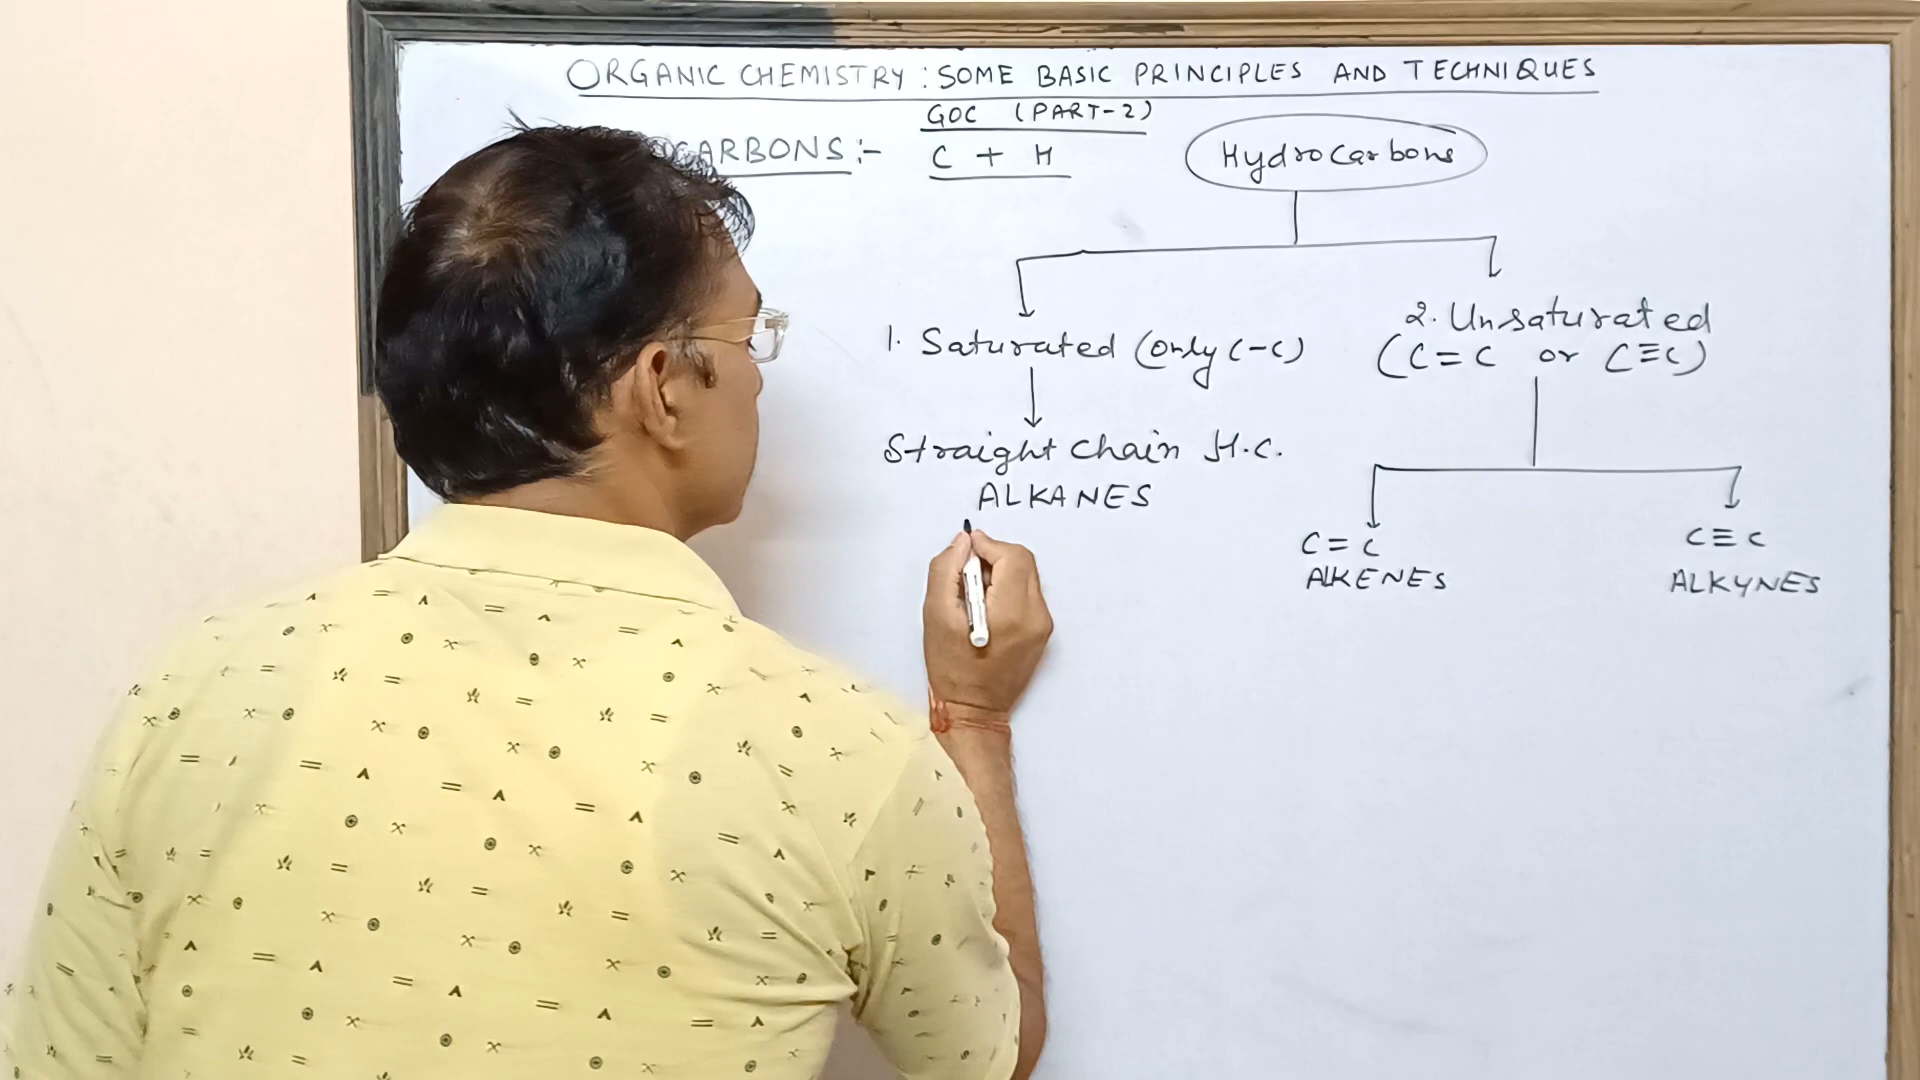 ORGANIC CHEMISTRY : SOME BASIC PRINCIPLES AND TECHNIQUES
GOC (PART-2)
OCARBONS :- C + H
Hydrocarbons
1. Saturated (only C-C)
2. Unsaturated
(C=C or C≡C)
Straight chain H.C.
ALKANES
C=C
ALKENES
C≡C
ALKYNES